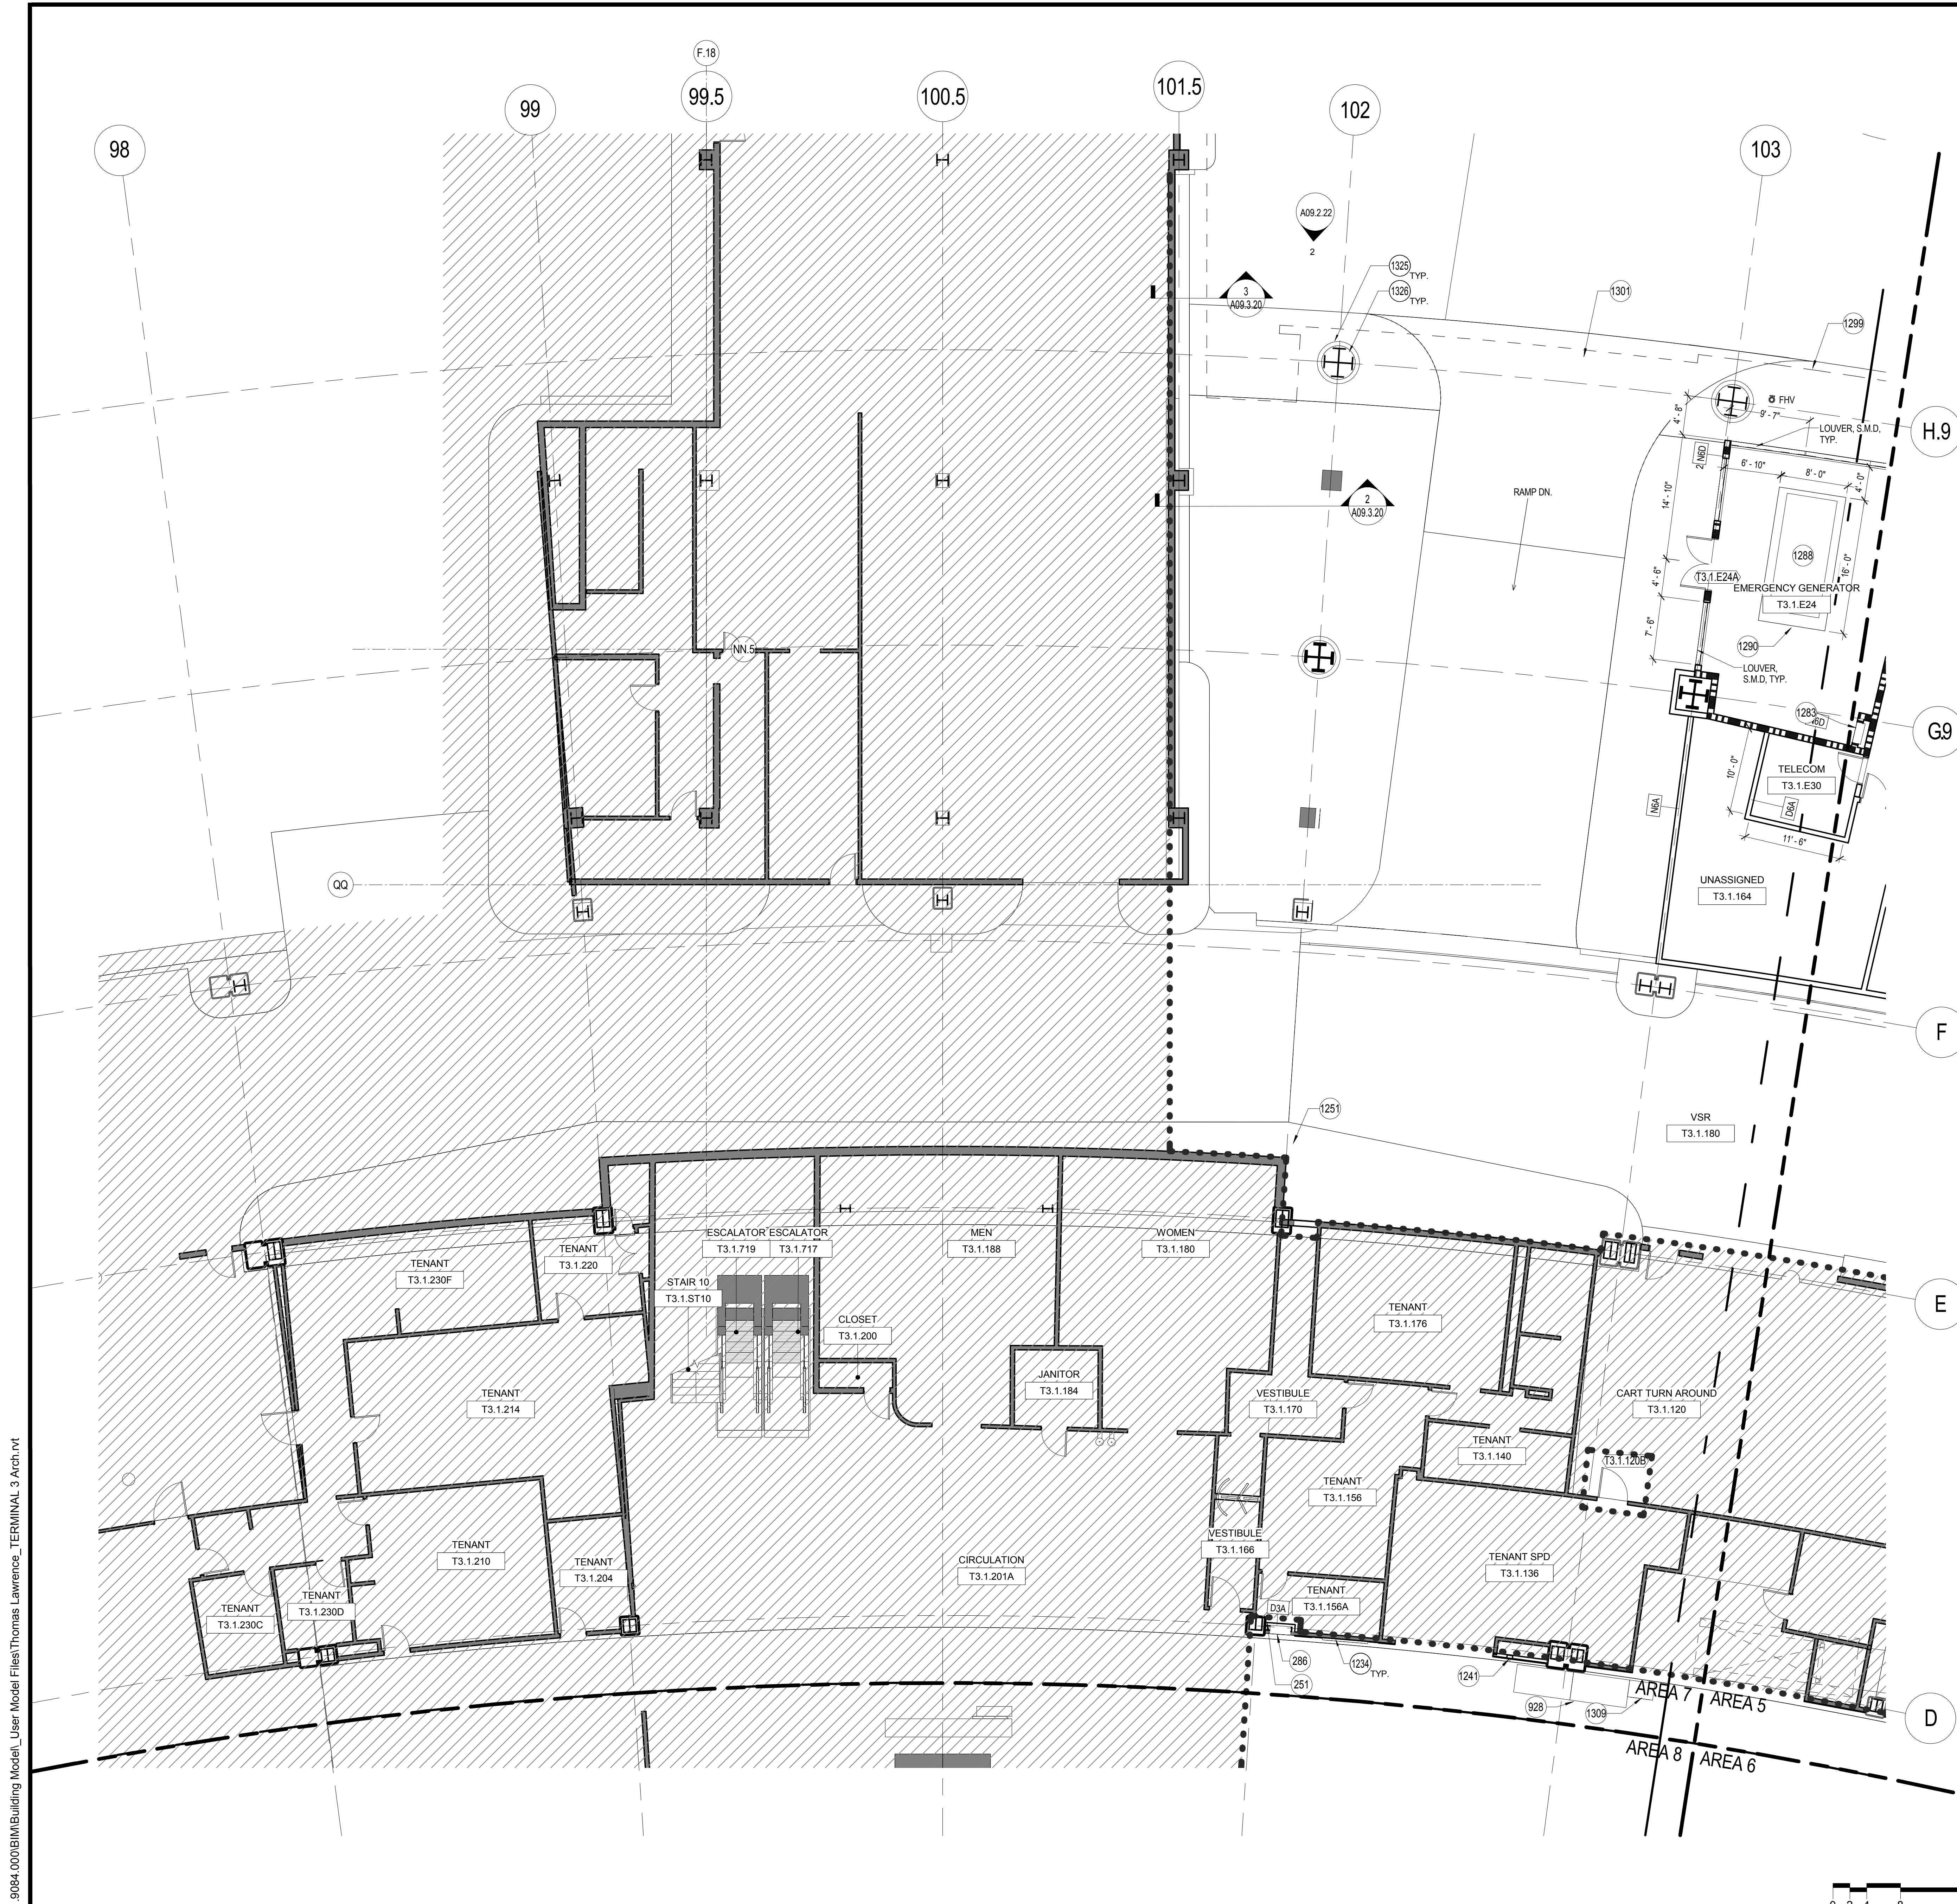 F.18
98
99
99.5
100.5
101.5
102
103
A09.2.22
2
1325
TYP.
1326
TYP.
3
A09.3.20
1301
1299
FHV
4' - 8"
9' - 7"
LOUVER, S.M.D,
TYP.
H.9
2
N6D
6' - 10"
8' - 0"
4' - 0"
14' - 10"
2
A09.3.20
RAMP DN.
1288
16' - 0"
T3.1.E24A
4' - 6"
EMERGENCY GENERATOR
T3.1.E24
7' - 6"
1290
NN.5
LOUVER,
S.M.D, TYP.
1283
G.9
TELECOM
T3.1.E30
10' - 0"
N6A
D6A
11' - 6"
QQ
UNASSIGNED
T3.1.164
F
1251
VSR
T3.1.180
ESCALATOR
T3.1.719
ESCALATOR
T3.1.717
MEN
T3.1.188
WOMEN
T3.1.180
TENANT
T3.1.220
TENANT
T3.1.230F
STAIR 10
T3.1.ST10
E
CLOSET
T3.1.200
TENANT
T3.1.176
JANITOR
T3.1.184
TENANT
T3.1.214
VESTIBULE
T3.1.170
CART TURN AROUND
T3.1.120
TENANT
T3.1.140
T3.1.120B
TENANT
T3.1.156
TENANT
T3.1.210
TENANT
T3.1.204
CIRCULATION
T3.1.201A
VESTIBULE
T3.1.166
TENANT SPD
T3.1.136
TENANT
T3.1.230C
TENANT
T3.1.230D
D3A
TENANT
T3.1.156A
286
1234
TYP.
251
1241
928
1309
AREA 7
AREA 5
D
AREA 8
AREA 6
.9084.000\BIM\Building Model\_User Model Files\Thomas Lawrence_TERMINAL 3 Arch.rvt